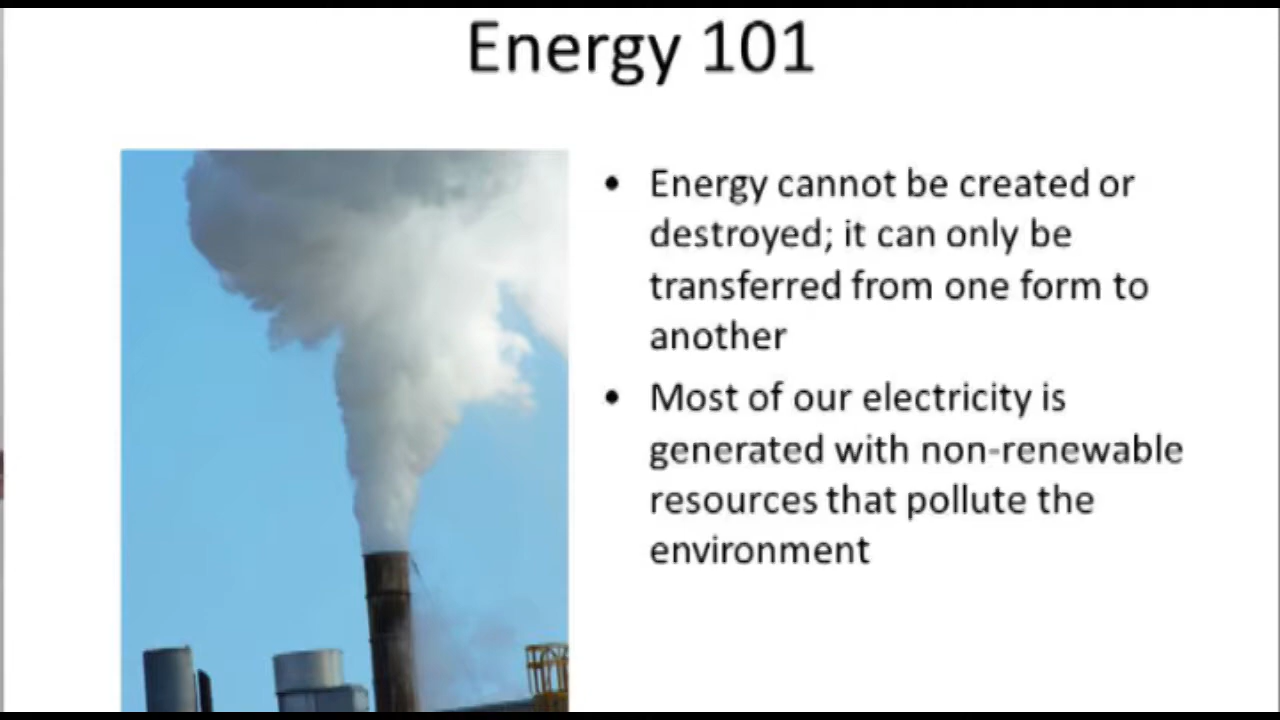 Energy 101
• Energy cannot be created or
destroyed; it can only be
transferred from one form to
another
• Most of our electricity is
generated with non-renewable
resources that pollute the
environment